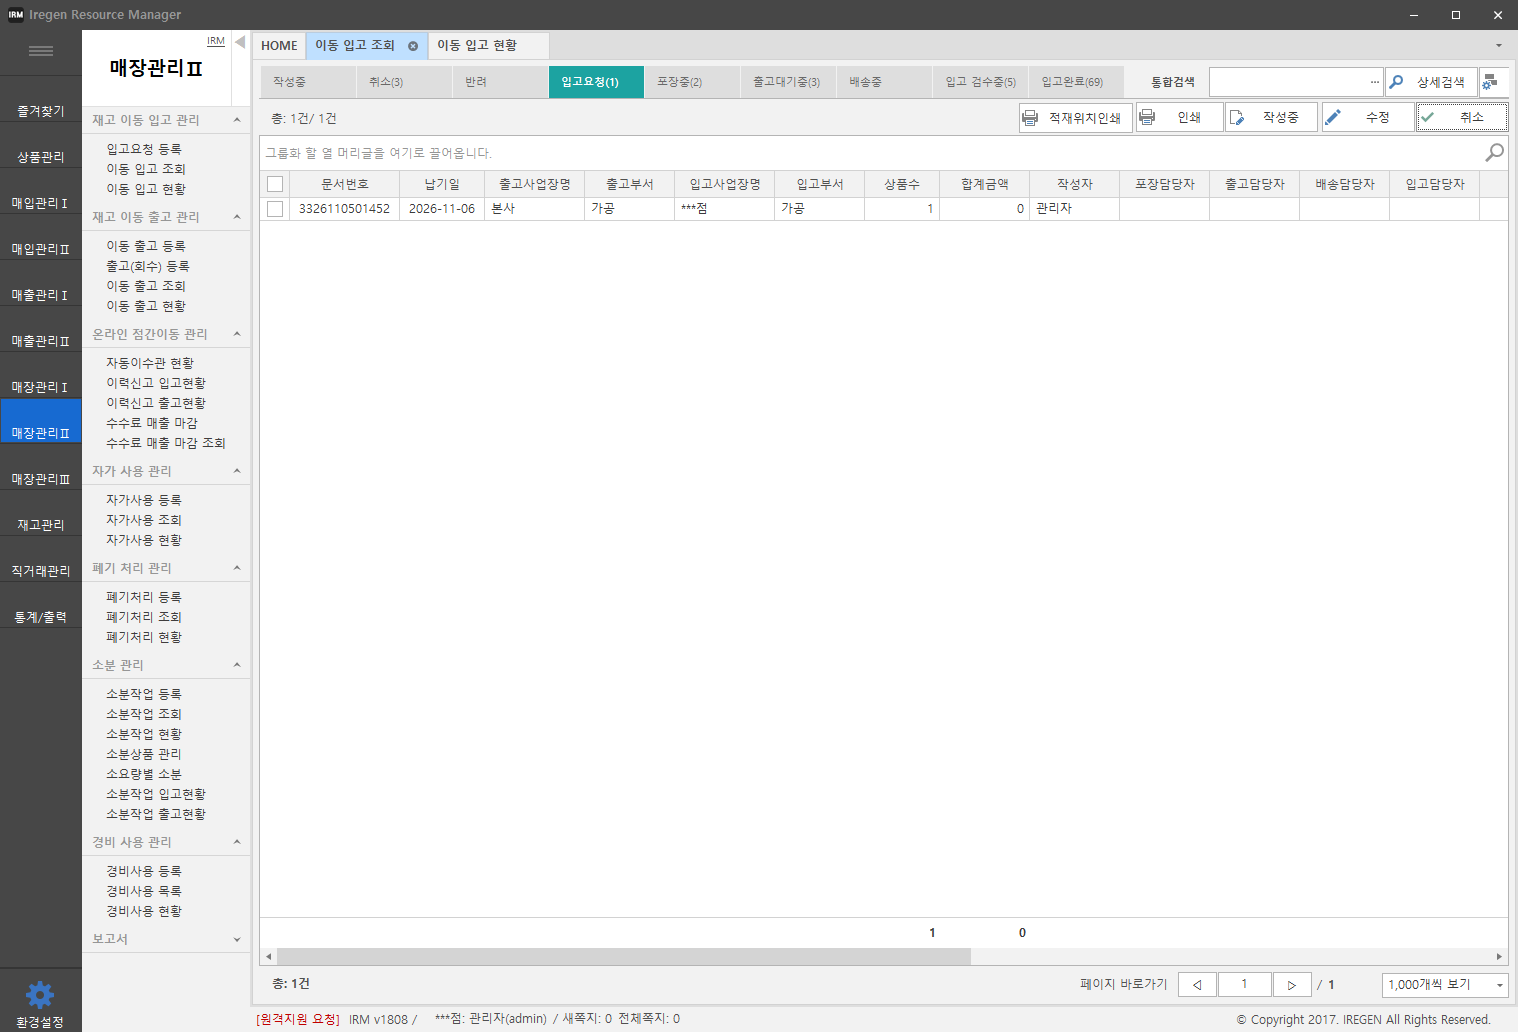 IRM Iregen Resource Manager
즐겨찾기
상품관리
매입관리Ⅰ
매입관리Ⅱ
매출관리Ⅰ
매출관리Ⅱ
매장관리Ⅰ
매장관리Ⅱ
매장관리Ⅲ
재고관리
직거래관리
통계/출력
환경설정
IRM
매장관리Ⅱ
재고 이동 입고 관리
입고요청 등록
이동 입고 조회
이동 입고 현황
재고 이동 출고 관리
이동 출고 등록
출고(회수) 등록
이동 출고 조회
이동 출고 현황
온라인 점간이동 관리
자동이수관 현황
이력신고 입고현황
이력신고 출고현황
수수료 매출 마감
수수료 매출 마감 조회
자가 사용 관리
자가사용 등록
자가사용 조회
자가사용 현황
폐기 처리 관리
폐기처리 등록
폐기처리 조회
폐기처리 현황
소분 관리
소분작업 등록
소분작업 조회
소분작업 현황
소분상품 관리
소요량별 소분
소분작업 입고현황
소분작업 출고현황
경비 사용 관리
경비사용 등록
경비사용 목록
경비사용 현황
보고서
HOME 이동 입고 조회 이동 입고 현황
작성중 취소(3) 반려 입고요청(1) 포장중(2) 출고대기중(3) 배송중 입고 검수중(5) 입고완료(69) 통합검색 ... 상세검색
총: 1건/ 1건 적재위치인쇄 인쇄 작성중 수정 취소
그룹화 할 열 머리글을 여기로 끌어옵니다.
문서번호 납기일 출고사업장명 출고부서 입고사업장명 입고부서 상품수 합계금액 작성자 포장담당자 출고담당자 배송담당자 입고담당자
3326110501452 2026-11-06 본사 가공 ***점 가공 1 0 관리자
1 0
총: 1건 페이지 바로가기 1 / 1 1,000개씩 보기
[원격지원 요청] IRM v1808 / ***점: 관리자(admin) / 새쪽지: 0 전체쪽지: 0 © Copyright 2017. IREGEN All Rights Reserved.